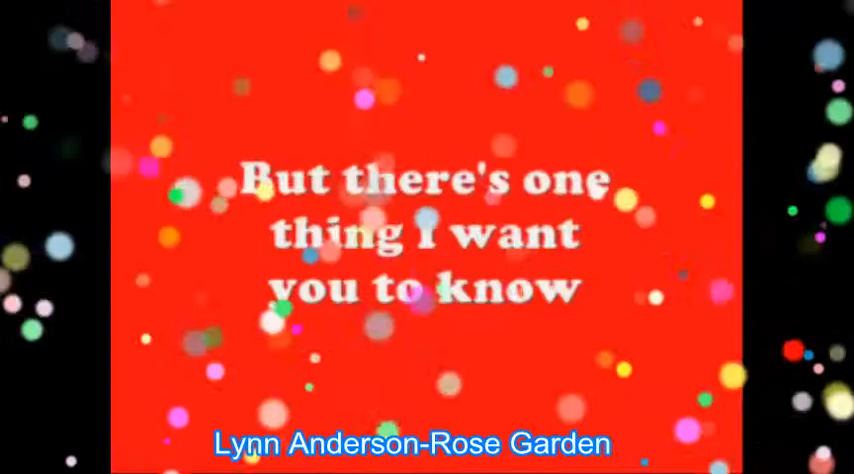 But there's one
thing I want
you to know
Lynn Anderson-Rose Garden